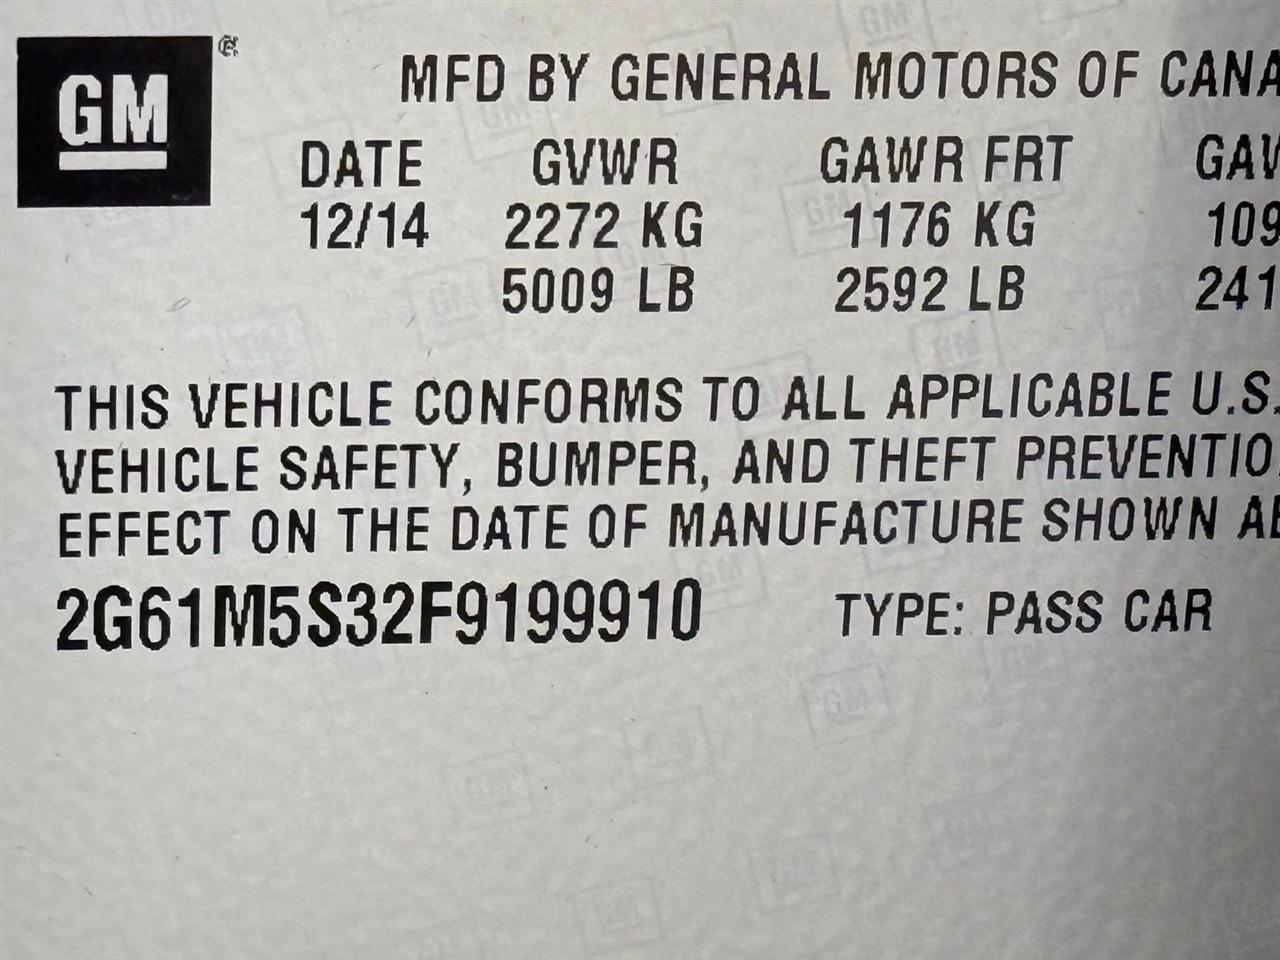 GM ®
MFD BY GENERAL MOTORS OF CANA
DATE GVWR GAWR FRT GAW
12/14 2272 KG 1176 KG 109
5009 LB 2592 LB 241
THIS VEHICLE CONFORMS TO ALL APPLICABLE U.S.
VEHICLE SAFETY, BUMPER, AND THEFT PREVENTIO
EFFECT ON THE DATE OF MANUFACTURE SHOWN AB
2G61M5S32F9199910 TYPE: PASS CAR